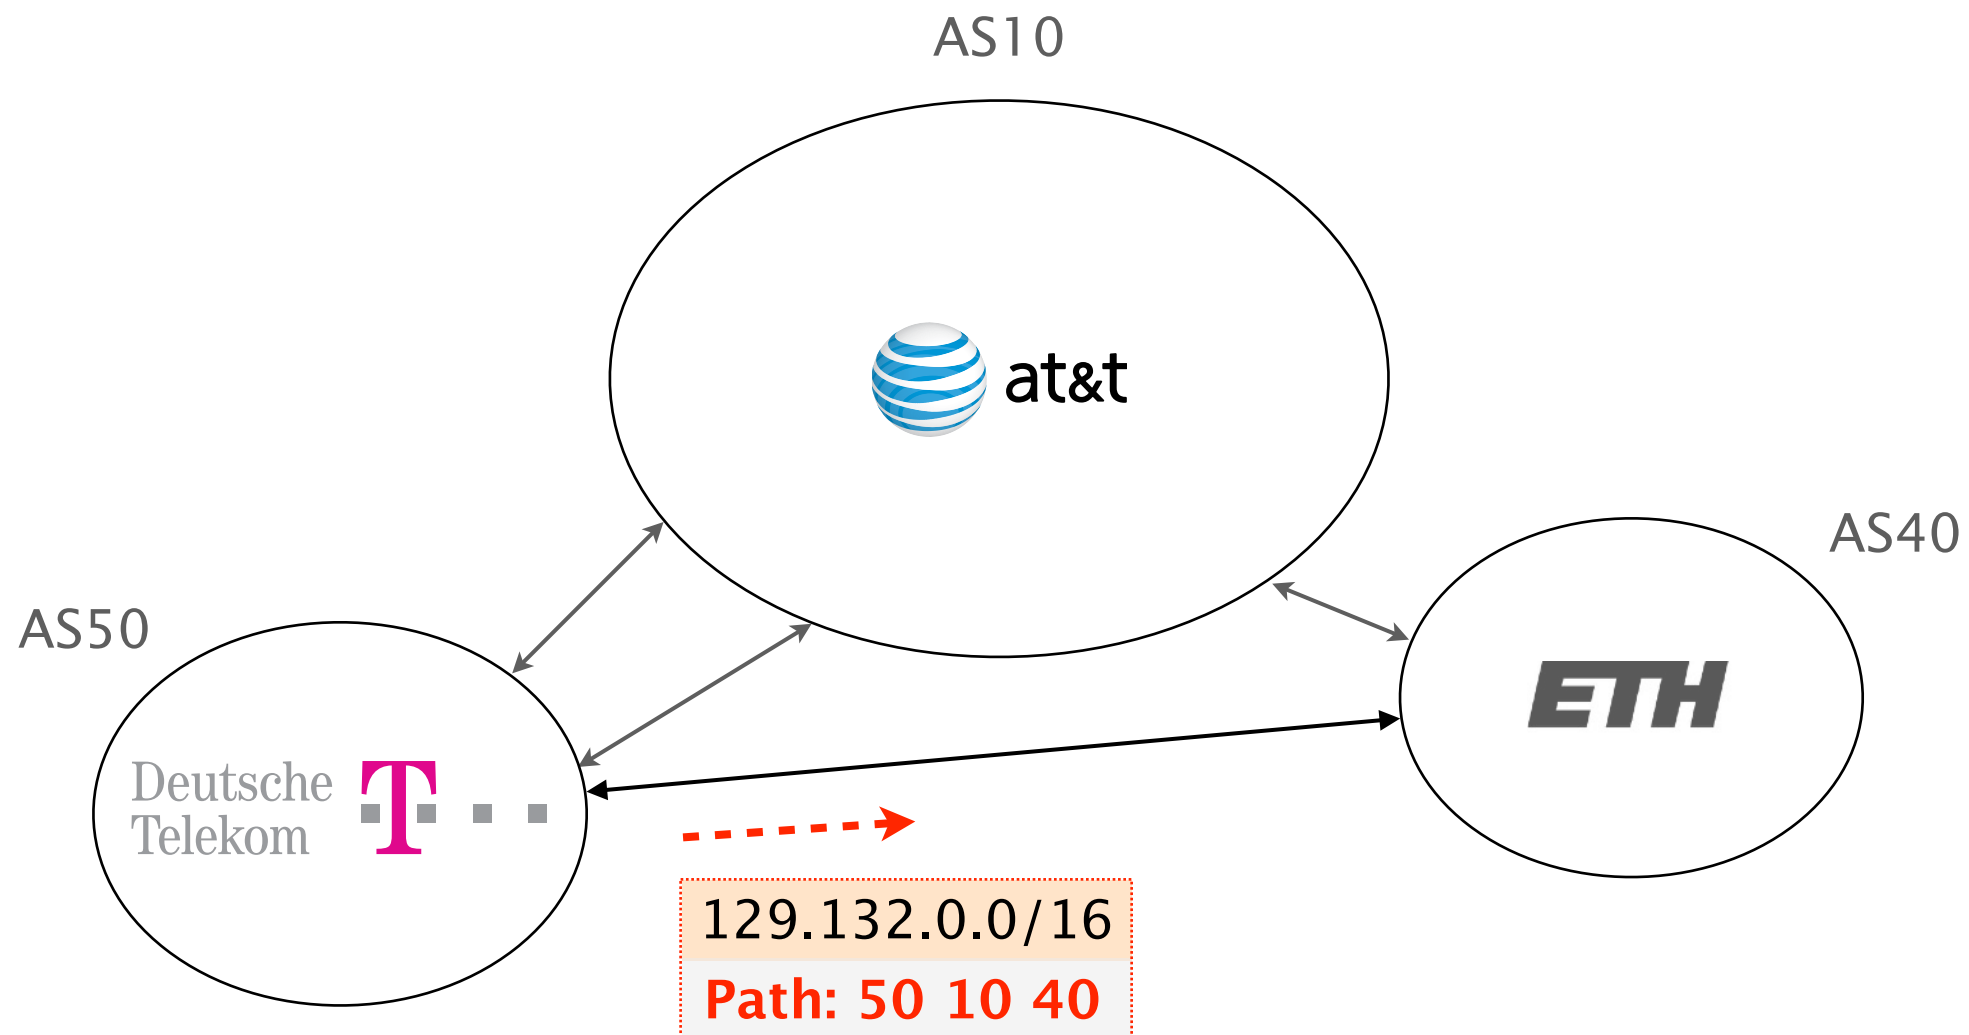 AS10
at&t
AS40
AS50
ETH
Deutsche
Telekom
T
129.132.0.0/16
Path: 50 10 40